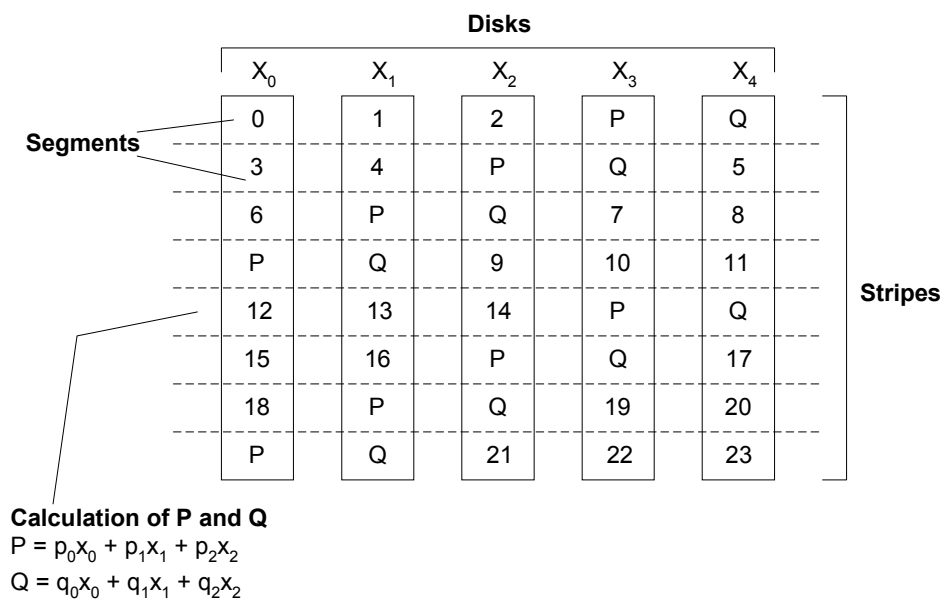 Disks
X₀ X₁ X₂ X₃ X₄
0 1 2 P Q
Segments
3 4 P Q 5
6 P Q 7 8
P Q 9 10 11
Stripes
12 13 14 P Q
15 16 P Q 17
18 P Q 19 20
P Q 21 22 23
Calculation of P and Q
P = p₀x₀ + p₁x₁ + p₂x₂
Q = q₀x₀ + q₁x₁ + q₂x₂